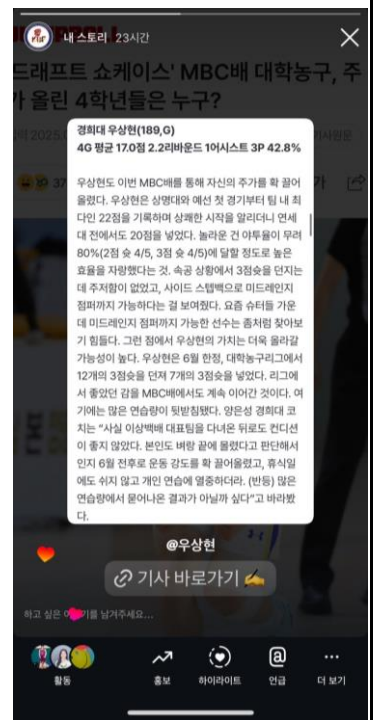 내 스토리 23시간
드래프트 쇼케이스' MBC배 대학농구, 주
가 올린 4학년들은 누구?
경희대 우상현(189,G)
4G 평균 17.0점 2.2리바운드 1어시스트 3P 42.8%
우상현도 이번 MBC배를 통해 자신의 주가를 확 끌어
올렸다. 우상현은 상명대와 예선 첫 경기부터 팀 내 최
다인 22점을 기록하며 상쾌한 시작을 알리더니 연세
대 전에서도 20점을 넣었다. 놀라운 건 야투율이 무려
80%(2점 슛 4/5, 3점 슛 4/5)에 달할 정도로 높은
효율을 자랑했다는 것. 속공 상황에서 3점슛을 던지는
데 주저함이 없었고, 사이드 스텝백으로 미드레인지
점퍼까지 가능하다는 걸 보여줬다. 요즘 슈터들 가운
데 미드레인지 점퍼까지 가능한 선수는 좀처럼 찾아보
기 힘들다. 그런 점에서 우상현의 가치는 더욱 올라갈
가능성이 높다. 우상현은 6월 한정, 대학농구리그에서
12개의 3점슛을 던져 7개의 3점슛을 넣었다. 리그에
서 좋았던 감을 MBC배에서도 계속 이어간 것이다. 여
기에는 많은 연습량이 뒷받침됐다. 양은성 경희대 코
치는 “사실 이상백배 대표팀을 다녀온 뒤로도 컨디션
이 좋지 않았다. 본인도 벼랑 끝에 몰렸다고 판단해서
인지 6월 전후로 운동 강도를 확 끌어올렸고, 휴식일
에도 쉬지 않고 개인 연습에 열중하더라. (반등) 많은
연습량에서 묻어나온 결과가 아닐까 싶다”고 바라봤
다.
@우상현
기사 바로가기
하고 싶은 기를 남겨주세요...
활동 홍보 하이라이트 언급 더 보기